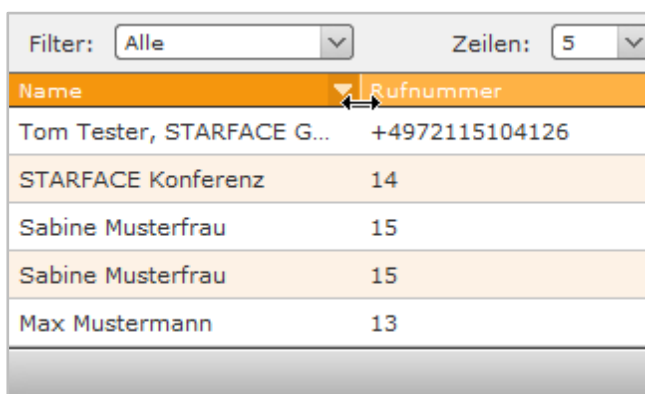 Filter: Alle Zeilen: 5
Name Rufnummer
Tom Tester, STARFACE G... +4972115104126
STARFACE Konferenz 14
Sabine Musterfrau 15
Sabine Musterfrau 15
Max Mustermann 13